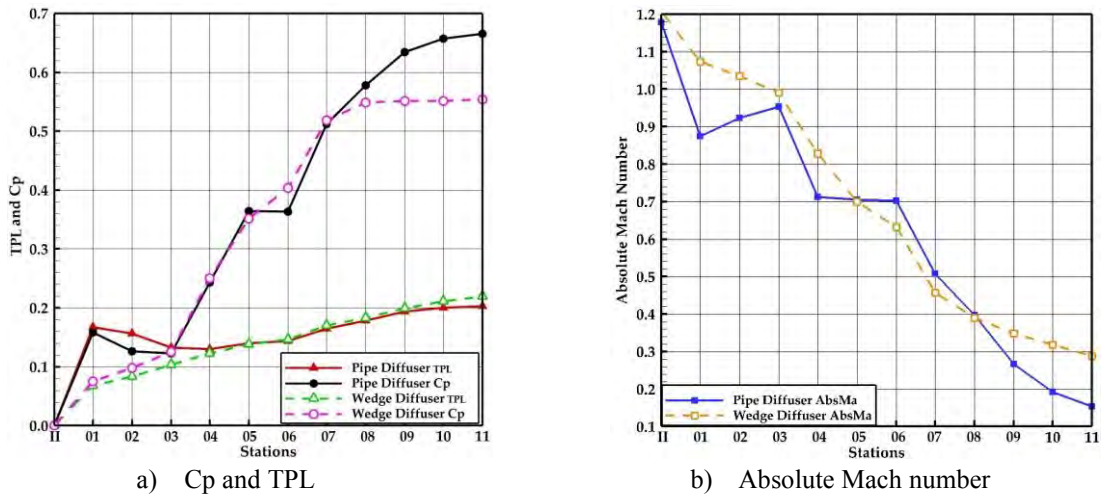 0.7
0.6
0.5
0.4
0.3
0.2
0.1
0.0
TPL and Cp
II 01 02 03 04 05 06 07 08 09 10 11
Stations
Pipe Diffuser TPL
Pipe Diffuser Cp
Wedge Diffuser TPL
Wedge Diffuser Cp
a) Cp and TPL
1.2
1.1
1.0
0.9
0.8
0.7
0.6
0.5
0.4
0.3
0.2
0.1
Absolute Mach Number
II 01 02 03 04 05 06 07 08 09 10 11
Stations
Pipe Diffuser AbsMa
Wedge Diffuser AbsMa
b) Absolute Mach number